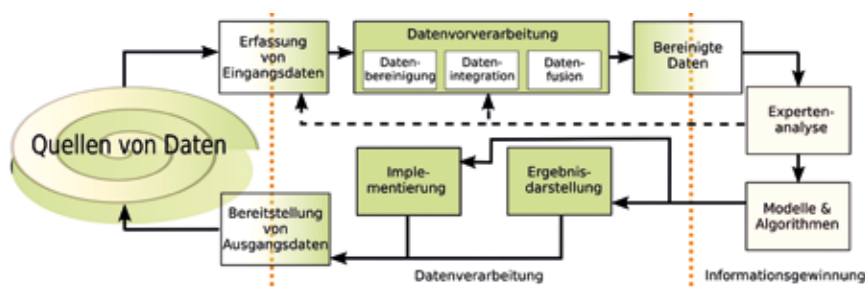 Quellen von Daten
Erfassung
von
Eingangsdaten
Datenvorverarbeitung
Daten-
bereinigung
Daten-
integration
Daten-
fusion
Bereinigte
Daten
Experten-
analyse
Modelle &
Algorithmen
Ergebnis-
darstellung
Imple-
mentierung
Bereitstellung
von
Ausgangsdaten
Datenverarbeitung
Informationsgewinnung